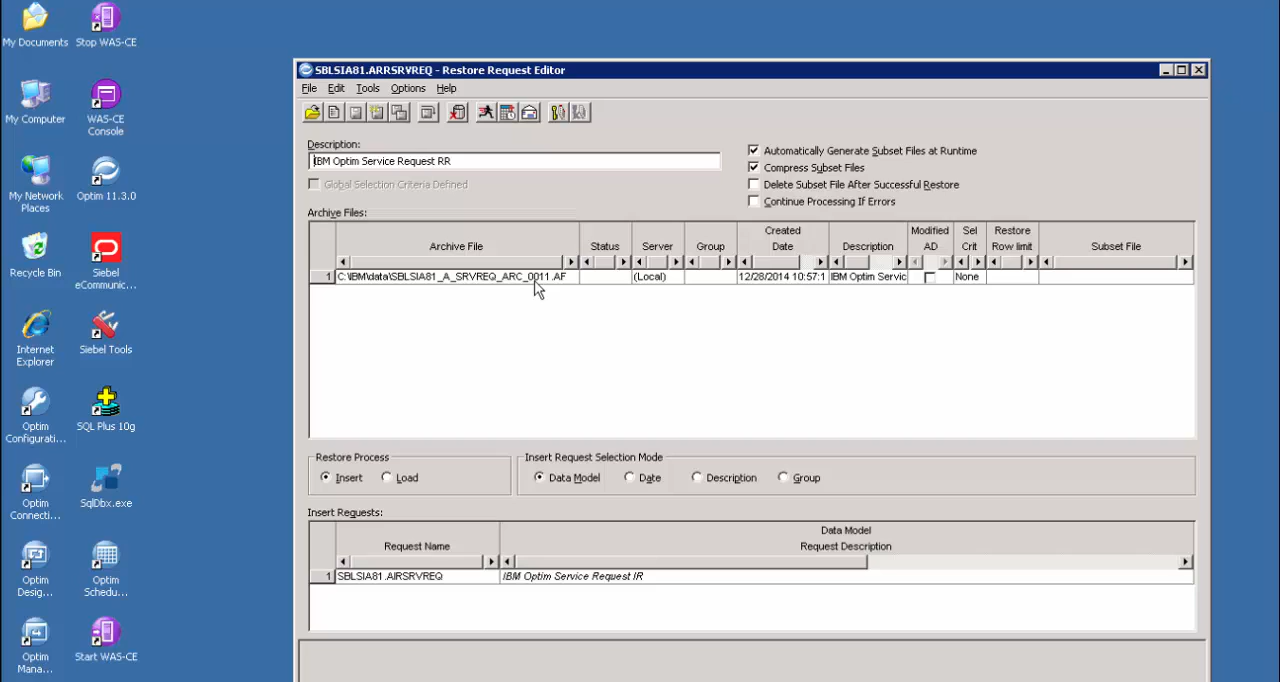 My Documents
Stop WAS-CE
My Computer
WAS-CE
Console
My Network
Places
Optim 11.3.0
Recycle Bin
Siebel
eCommunic...
Internet
Explorer
Siebel Tools
Optim
Configurati...
SQL Plus 10g
Optim
Connecti...
SqlDbx.exe
Optim
Desig...
Optim
Schedu...
Optim
Mana...
Start WAS-CE
SBLSIA81.ARRSRVREQ - Restore Request Editor
File Edit Tools Options Help
Description:
IBM Optim Service Request RR
Global Selection Criteria Defined
Automatically Generate Subset Files at Runtime
Compress Subset Files
Delete Subset File After Successful Restore
Continue Processing If Errors
Archive Files:
Created Modified Sel Restore
Archive File Status Server Group Date Description AD Crit Row limit Subset File
1 C:\IBM\data\SBLSIA81_A_SRVREQ_ARC_0011.AF (Local) 12/28/2014 10:57:1 IBM Optim Servic None
Restore Process
Insert Load
Insert Request Selection Mode
Data Model Date Description Group
Insert Requests:
Data Model
Request Name Request Description
1 SBLSIA81.AIRSRVREQ IBM Optim Service Request IR